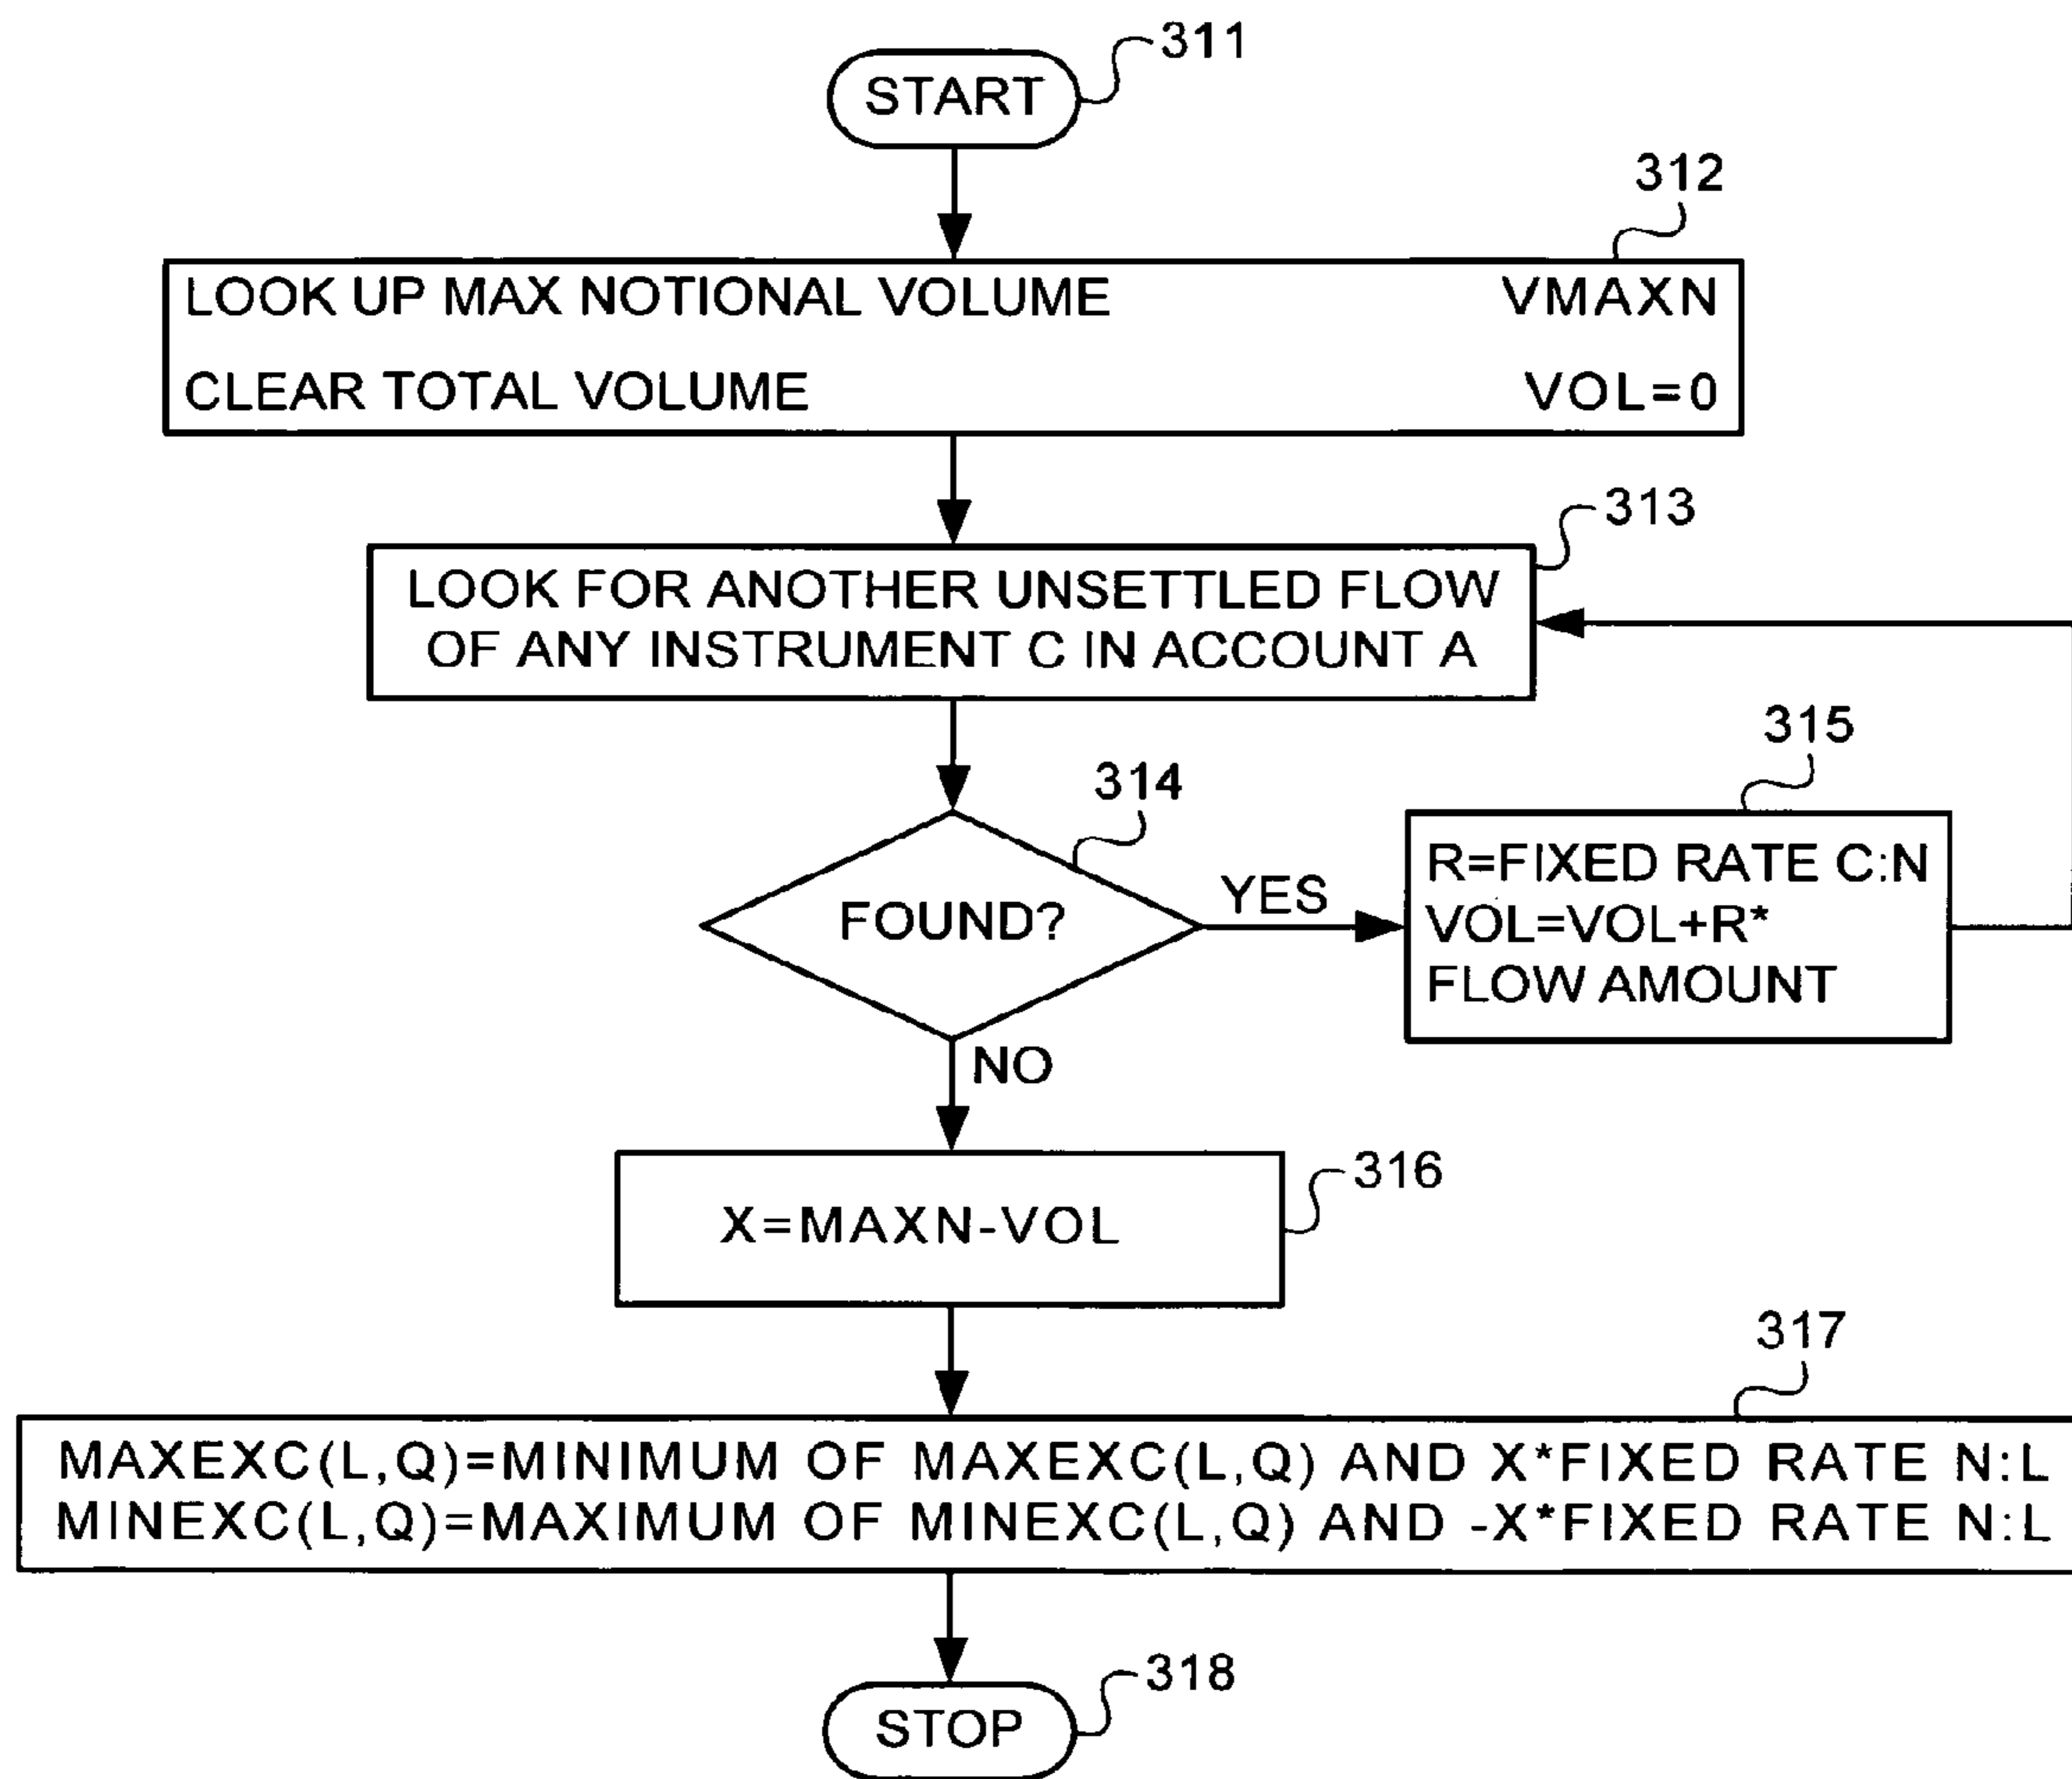 311
START
312
LOOK UP MAX NOTIONAL VOLUME VMAXN
CLEAR TOTAL VOLUME VOL=0
313
LOOK FOR ANOTHER UNSETTLED FLOW
OF ANY INSTRUMENT C IN ACCOUNT A
314
315
FOUND?
YES
R=FIXED RATE C:N
VOL=VOL+R*
FLOW AMOUNT
NO
316
X=MAXN-VOL
317
MAXEXC(L,Q)=MINIMUM OF MAXEXC(L,Q) AND X*FIXED RATE N:L
MINEXC(L,Q)=MAXIMUM OF MINEXC(L,Q) AND -X*FIXED RATE N:L
318
STOP